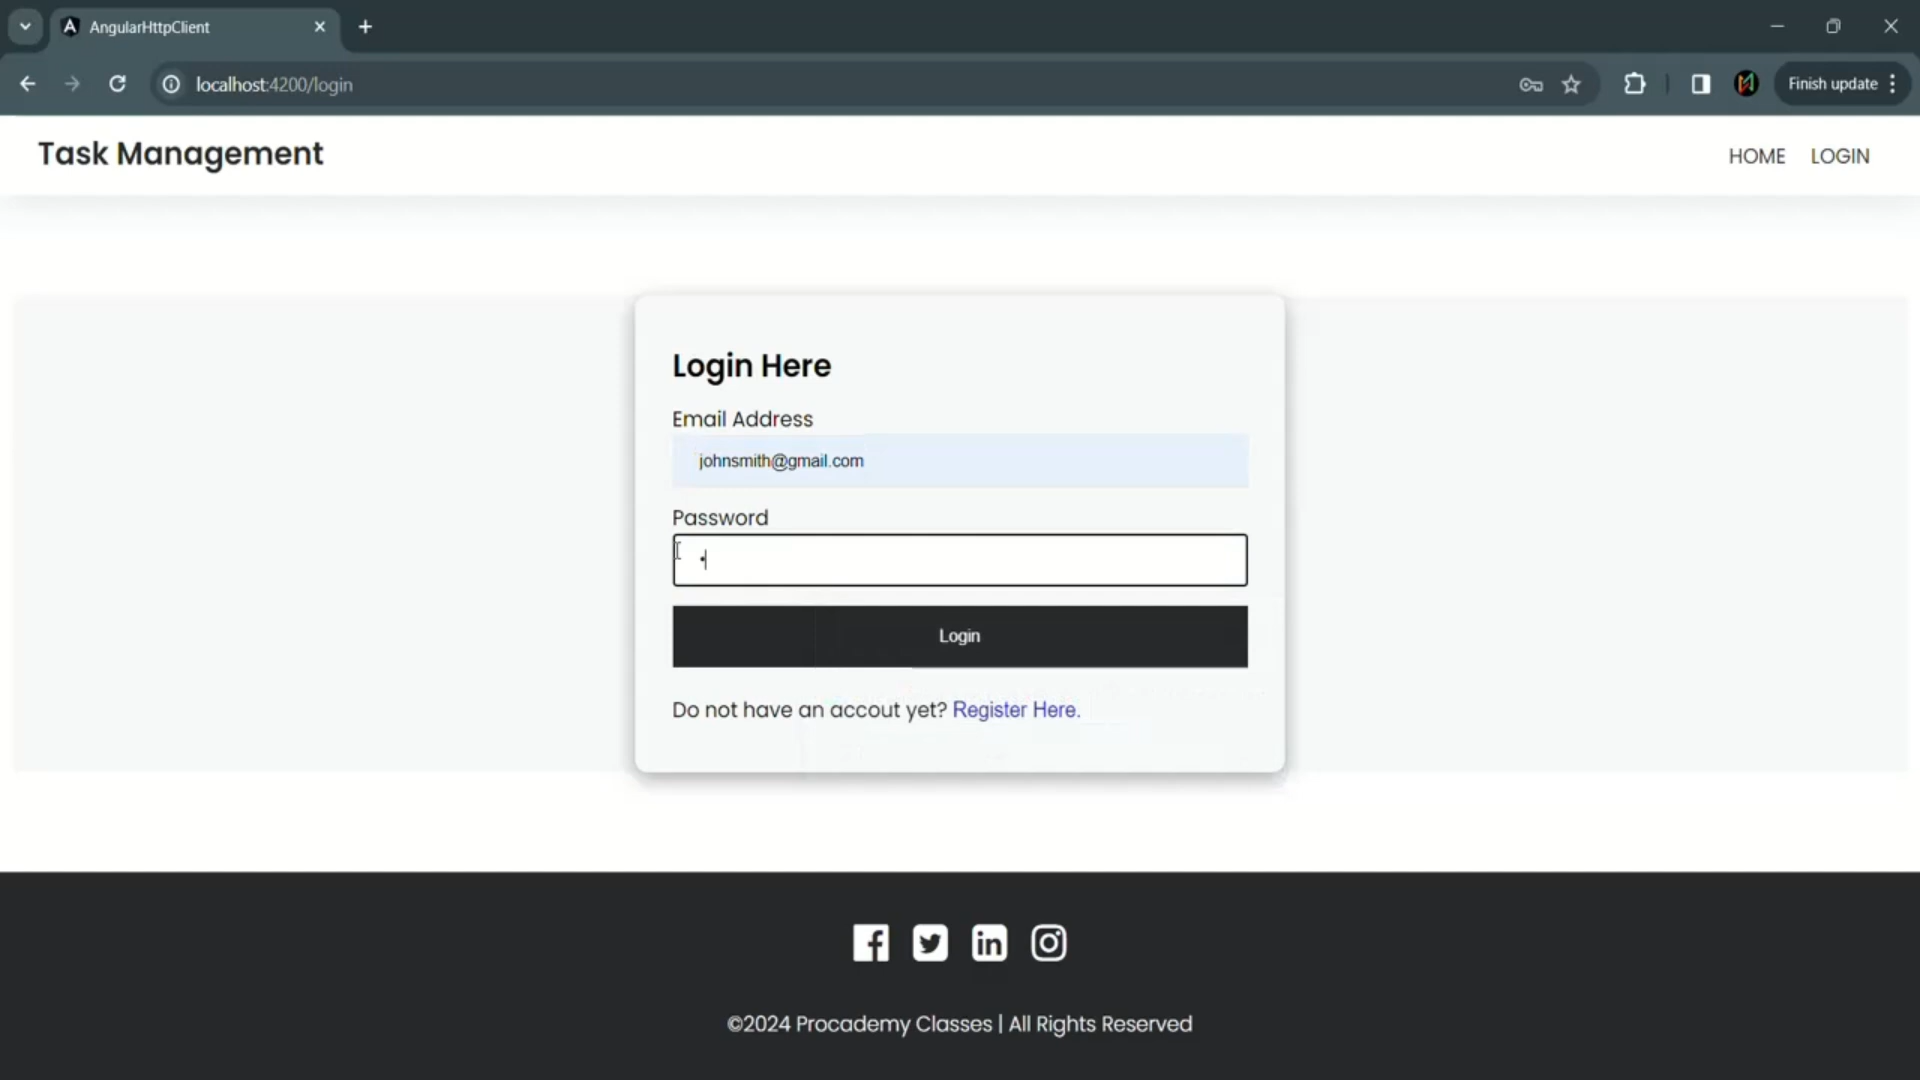 AngularHttpClient
localhost:4200/login
Finish update
Task Management
HOME LOGIN
Login Here
Email Address
johnsmith@gmail.com
Password
Login
Do not have an accout yet? Register Here.
©2024 Procademy Classes | All Rights Reserved